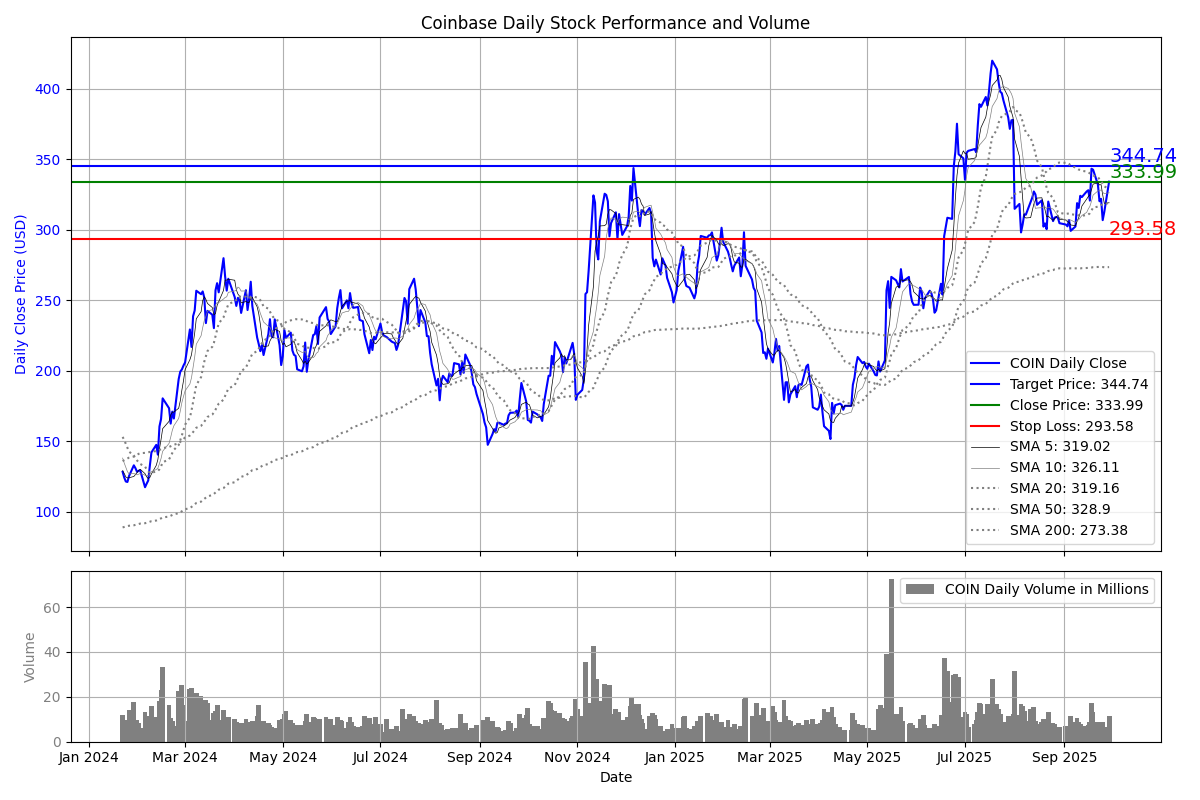 Coinbase Daily Stock Performance and Volume
Daily Close Price (USD)
400
350
300
250
200
150
100
344.74
333.99
293.58
COIN Daily Close
Target Price: 344.74
Close Price: 333.99
Stop Loss: 293.58
SMA 5: 319.02
SMA 10: 326.11
SMA 20: 319.16
SMA 50: 328.9
SMA 200: 273.38
Volume
60
40
20
0
COIN Daily Volume in Millions
Jan 2024 Mar 2024 May 2024 Jul 2024 Sep 2024 Nov 2024 Jan 2025 Mar 2025 May 2025 Jul 2025 Sep 2025
Date